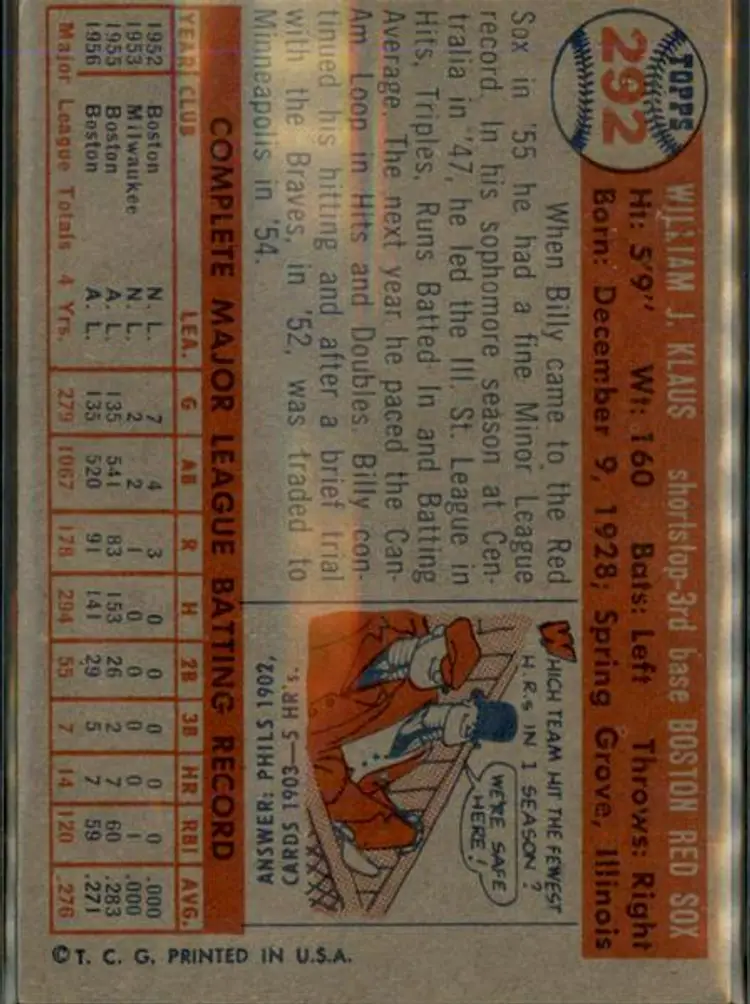 TOPPS
292
WILLIAM J. KLAUS shortstop-3rd base BOSTON RED SOX
Ht: 5'9" Wt: 160 Bats: Left Throws: Right
Born: December 9, 1928; Spring Grove, Illinois
When Billy came to the Red
Sox in '55 he had a fine Minor League
record. In his sophomore season at Cen-
tralia in '47, he led the Ill. St. League in
Hits, Triples, Runs Batted In and Batting
Average. The next year he paced the Can-
Am. Loop in Hits and Doubles. Billy con-
tinued his hitting and after a brief trial
with the Braves, in '52, was traded to
Minneapolis in '54.
WHICH TEAM HIT THE FEWEST
H.R.s IN 1 SEASON?
WE'RE SAFE
HERE!
ANSWER: PHILS 1902,
CARDS 1903—5 HR's.
COMPLETE MAJOR LEAGUE BATTING RECORD
YEAR CLUB LEA. G AB R H 2B 3B HR RBI AVG.
1952 Boston N. L. 7 4 3 0 0 0 0 0 .000
1953 Milwaukee N. L. 2 2 1 0 0 0 0 1 .000
1955 Boston A. L. 135 541 83 153 26 2 7 60 .283
1956 Boston A. L. 135 520 91 141 29 5 7 59 .271
Major League Totals 4 Yrs. 279 1067 178 294 55 7 14 120 .276
© T. C. G. PRINTED IN U.S.A.